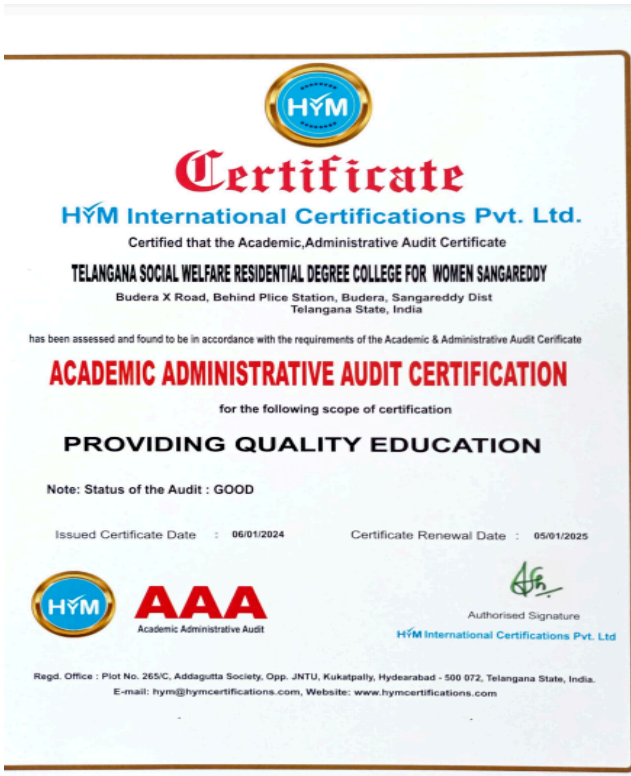 HYM
Certificate
HYM International Certifications Pvt. Ltd.
Certified that the Academic,Administrative Audit Certificate
TELANGANA SOCIAL WELFARE RESIDENTIAL DEGREE COLLEGE FOR WOMEN SANGAREDDY
Budera X Road, Behind Plice Station, Budera, Sangareddy Dist
Telangana State, India
has been assessed and found to be in accordance with the requirements of the Academic & Administrative Audit Cerificate
ACADEMIC ADMINISTRATIVE AUDIT CERTIFICATION
for the following scope of certification
PROVIDING QUALITY EDUCATION
Note: Status of the Audit : GOOD
Issued Certificate Date : 06/01/2024 Certificate Renewal Date : 05/01/2025
HYM
AAA
Academic Administrative Audit
Authorised Signature
HYM International Certifications Pvt. Ltd
Regd. Office : Plot No. 265/C, Addagutta Society, Opp. JNTU, Kukatpally, Hydearabad - 500 072, Telangana State, India.
E-mail: hym@hymcertifications.com, Website: www.hymcertifications.com